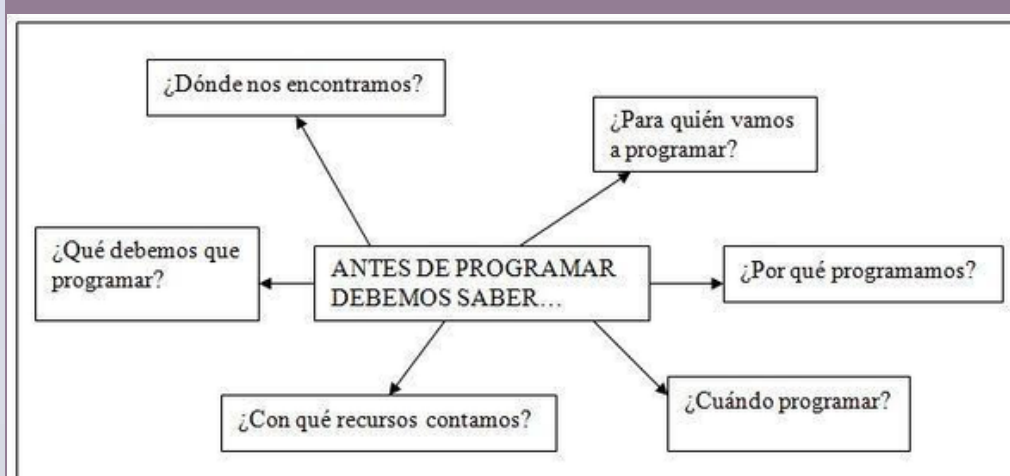 ¿Dónde nos encontramos?
¿Para quién vamos
a programar?
¿Qué debemos que
programar?
ANTES DE PROGRAMAR
DEBEMOS SABER...
¿Por qué programamos?
¿Con qué recursos contamos?
¿Cuándo programar?